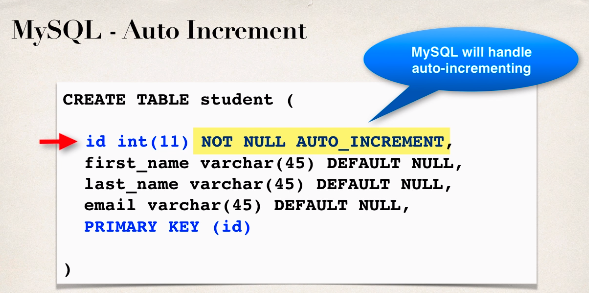 MySQL - Auto Increment
MySQL will handle
auto-incrementing
CREATE TABLE student (
id int(11) NOT NULL AUTO_INCREMENT,
first_name varchar(45) DEFAULT NULL,
last_name varchar(45) DEFAULT NULL,
email varchar(45) DEFAULT NULL,
PRIMARY KEY (id)
)